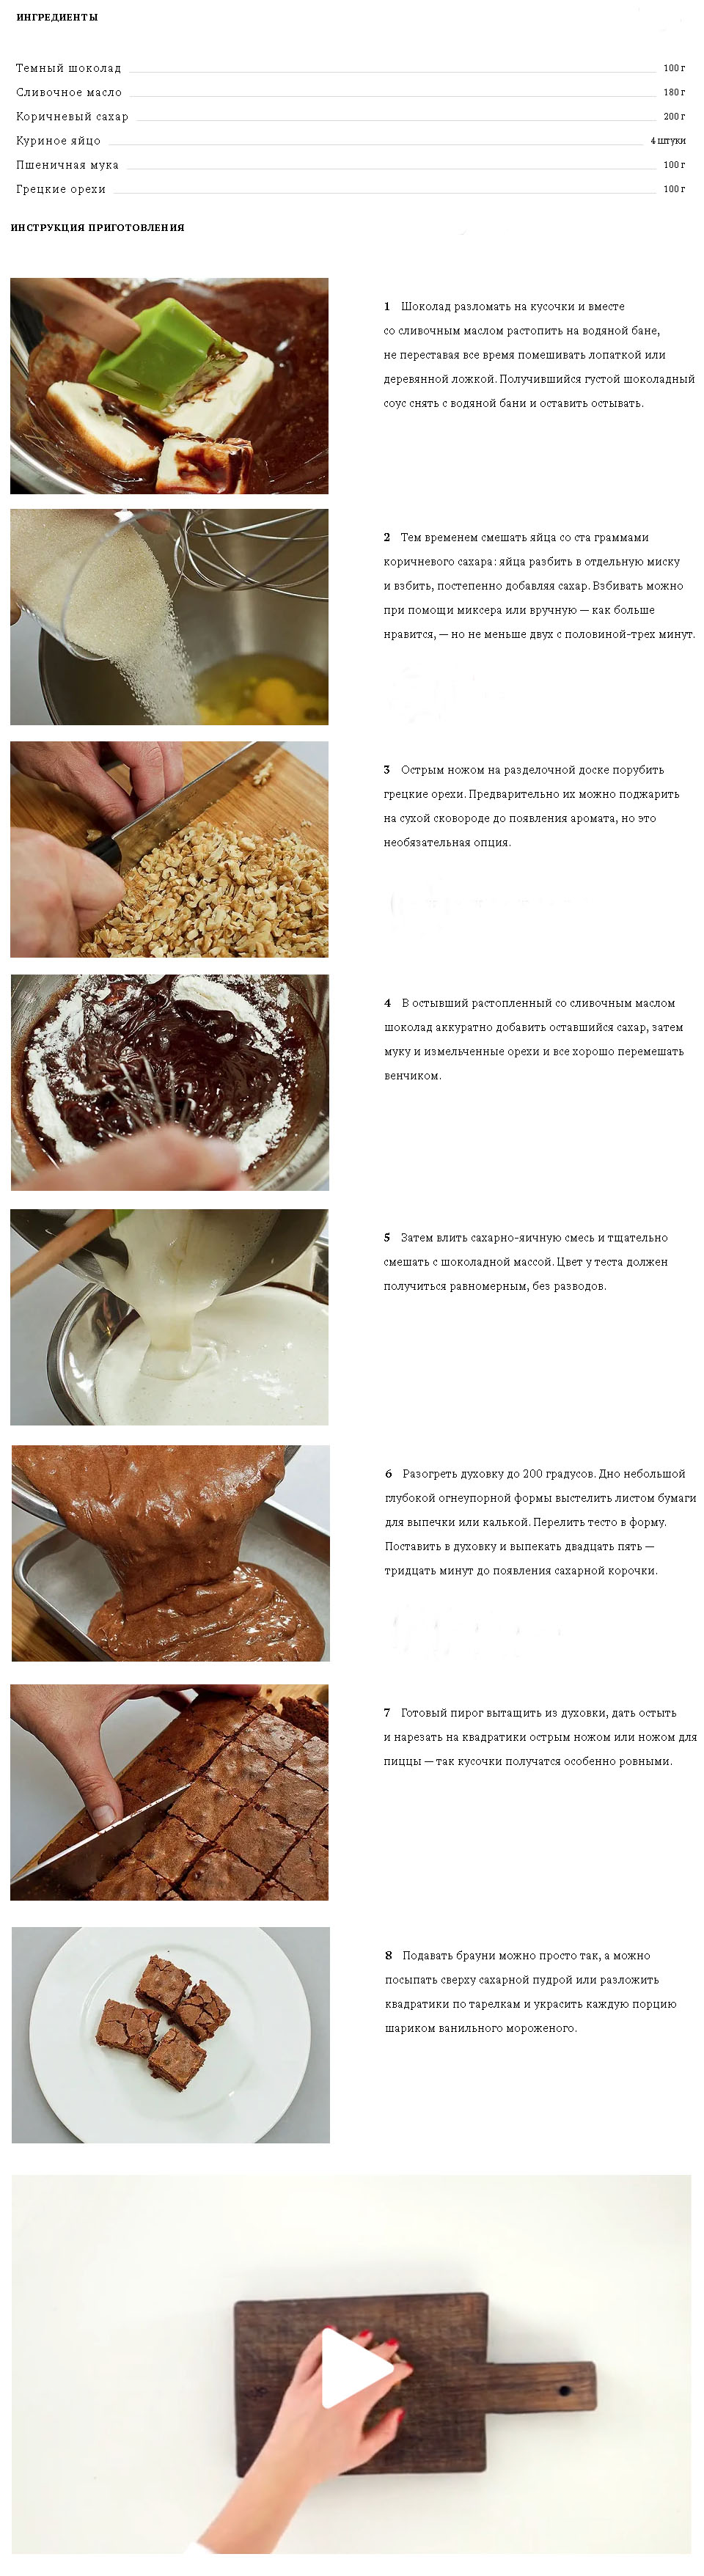 ИНГРЕДИЕНТЫ
Темный шоколад 100 г
Сливочное масло 180 г
Коричневый сахар 200 г
Куриное яйцо 4 штуки
Пшеничная мука 100 г
Грецкие орехи 100 г
ИНСТРУКЦИЯ ПРИГОТОВЛЕНИЯ
1 Шоколад разломать на кусочки и вместе
со сливочным маслом растопить на водяной бане,
не переставая все время помешивать лопаткой или
деревянной ложкой. Получившийся густой шоколадный
соус снять с водяной бани и оставить остывать.
2 Тем временем смешать яйца со ста граммами
коричневого сахара: яйца разбить в отдельную миску
и взбить, постепенно добавляя сахар. Взбивать можно
при помощи миксера или вручную — как больше
нравится, — но не меньше двух с половиной-трех минут.
3 Острым ножом на разделочной доске порубить
грецкие орехи. Предварительно их можно поджарить
на сухой сковороде до появления аромата, но это
необязательная опция.
4 В остывший растопленный со сливочным маслом
шоколад аккуратно добавить оставшийся сахар, затем
муку и измельченные орехи и все хорошо перемешать
венчиком.
5 Затем влить сахарно-яичную смесь и тщательно
смешать с шоколадной массой. Цвет у теста должен
получиться равномерным, без разводов.
6 Разогреть духовку до 200 градусов. Дно небольшой
глубокой огнеупорной формы выстелить листом бумаги
для выпечки или калькой. Перелить тесто в форму.
Поставить в духовку и выпекать двадцать пять —
тридцать минут до появления сахарной корочки.
7 Готовый пирог вытащить из духовки, дать остыть
и нарезать на квадратики острым ножом или ножом для
пиццы — так кусочки получатся особенно ровными.
8 Подавать брауни можно просто так, а можно
посыпать сверху сахарной пудрой или разложить
квадратики по тарелкам и украсить каждую порцию
шариком ванильного мороженого.